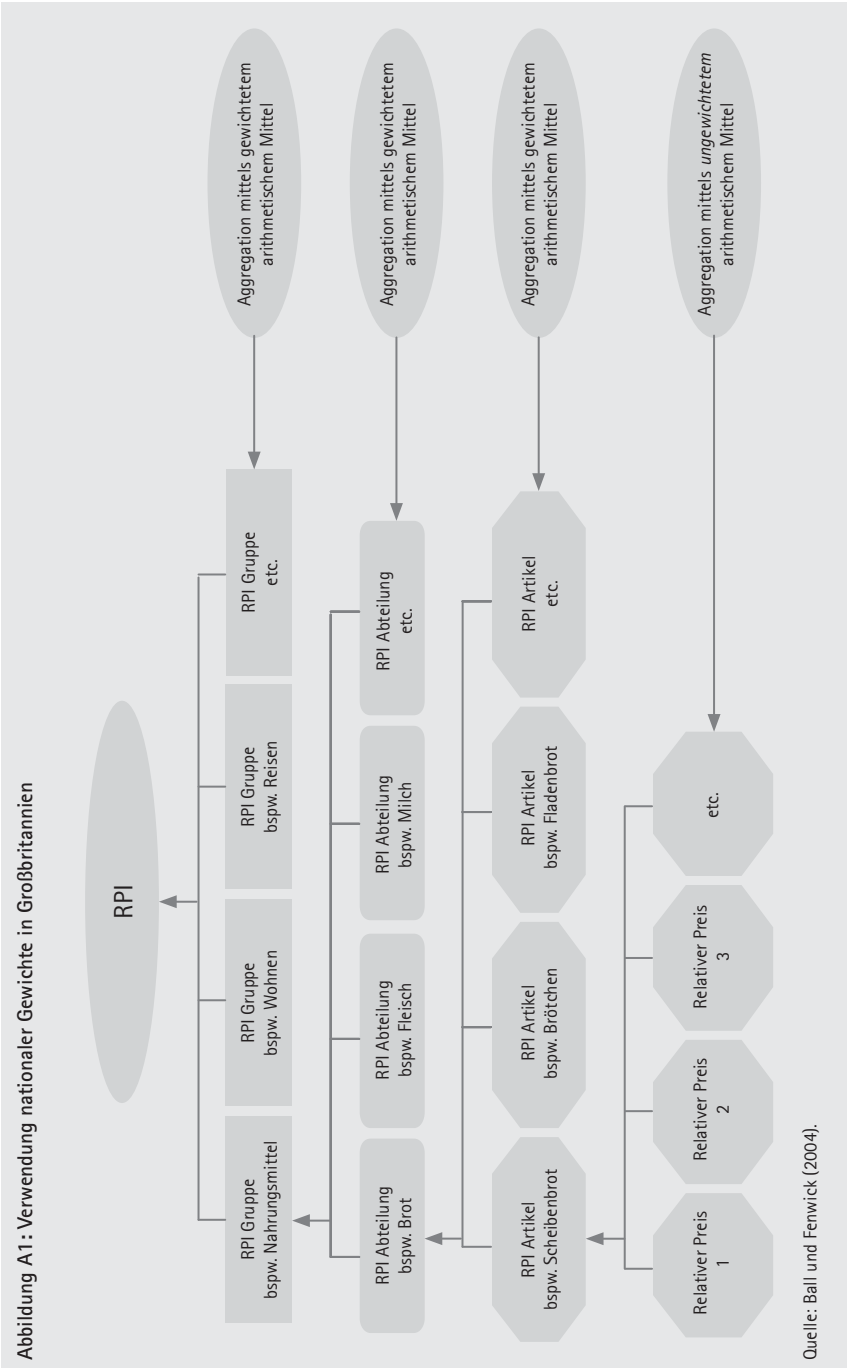 Abbildung A1: Verwendung nationaler Gewichte in Großbritannien
RPI
RPI Gruppe
bspw. Nahrungsmittel
RPI Gruppe
bspw. Wohnen
RPI Gruppe
bspw. Reisen
RPI Gruppe
etc.
Aggregation mittels gewichtetem
arithmetischem Mittel
RPI Abteilung
bspw. Brot
RPI Abteilung
bspw. Fleisch
RPI Abteilung
bspw. Milch
RPI Abteilung
etc.
Aggregation mittels gewichtetem
arithmetischem Mittel
RPI Artikel
bspw. Scheibenbrot
RPI Artikel
bspw. Brötchen
RPI Artikel
bspw. Fladenbrot
RPI Artikel
etc.
Aggregation mittels gewichtetem
arithmetischem Mittel
Relativer Preis
1
Relativer Preis
2
Relativer Preis
3
etc.
Aggregation mittels ungewichtetem
arithmetischem Mittel
Quelle: Ball und Fenwick (2004).